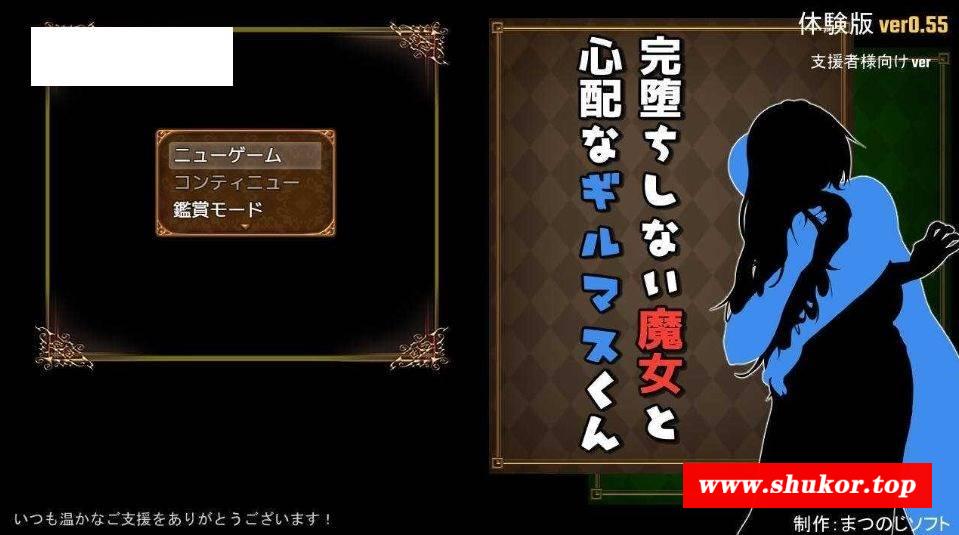 体験版 ver0.55
支援者様向けver
ニューゲーム
コンティニュー
鑑賞モード
完堕ちしない魔女と
心配なギルマスくん
www.shukor.top
いつも温かなご支援をありがとうございます！
制作：まつのじソフト